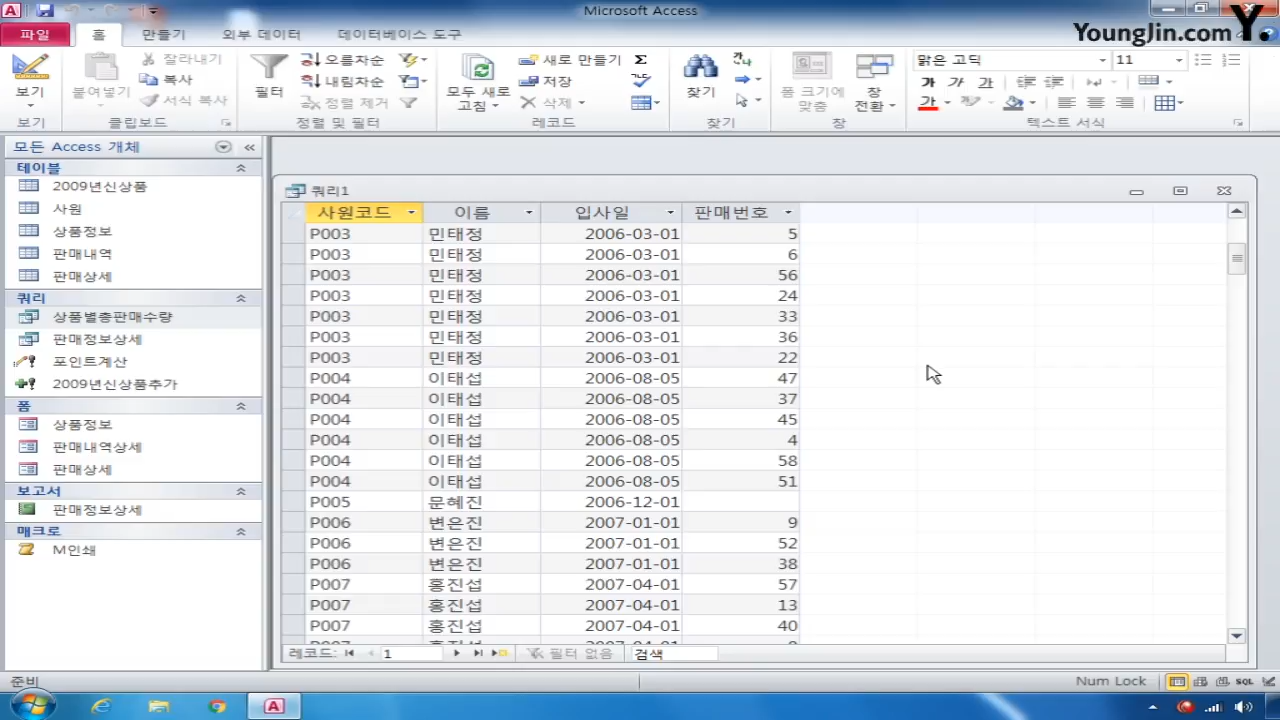 Microsoft Access
파일 홈 만들기 외부 데이터 데이터베이스 도구
YoungJin.com Y.
보기 붙여넣기 잘라내기 복사 서식 복사 필터 오름차순 내림차순 정렬 제거 모두 새로 고침 새로 만들기 저장 삭제 찾기 폼 크기에 맞춤 창 전환 맑은 고딕 11
가 가 가
가
보기 클립보드 정렬 및 필터 레코드 찾기 창 텍스트 서식
모든 Access 개체
테이블
2009년신상품
사원
상품정보
판매내역
판매상세
쿼리
상품별총판매수량
판매정보상세
포인트계산
2009년신상품추가
폼
상품정보
판매내역상세
판매상세
보고서
판매정보상세
매크로
M인쇄
쿼리1
사원코드 이름 입사일 판매번호
P003 민태정 2006-03-01 5
P003 민태정 2006-03-01 6
P003 민태정 2006-03-01 56
P003 민태정 2006-03-01 24
P003 민태정 2006-03-01 33
P003 민태정 2006-03-01 36
P003 민태정 2006-03-01 22
P004 이태섭 2006-08-05 47
P004 이태섭 2006-08-05 37
P004 이태섭 2006-08-05 45
P004 이태섭 2006-08-05 4
P004 이태섭 2006-08-05 58
P004 이태섭 2006-08-05 51
P005 문혜진 2006-12-01
P006 변은진 2007-01-01 9
P006 변은진 2007-01-01 52
P006 변은진 2007-01-01 38
P007 홍진섭 2007-04-01 57
P007 홍진섭 2007-04-01 13
P007 홍진섭 2007-04-01 40
레코드: 1 필터 없음 검색
준비 Num Lock SQL